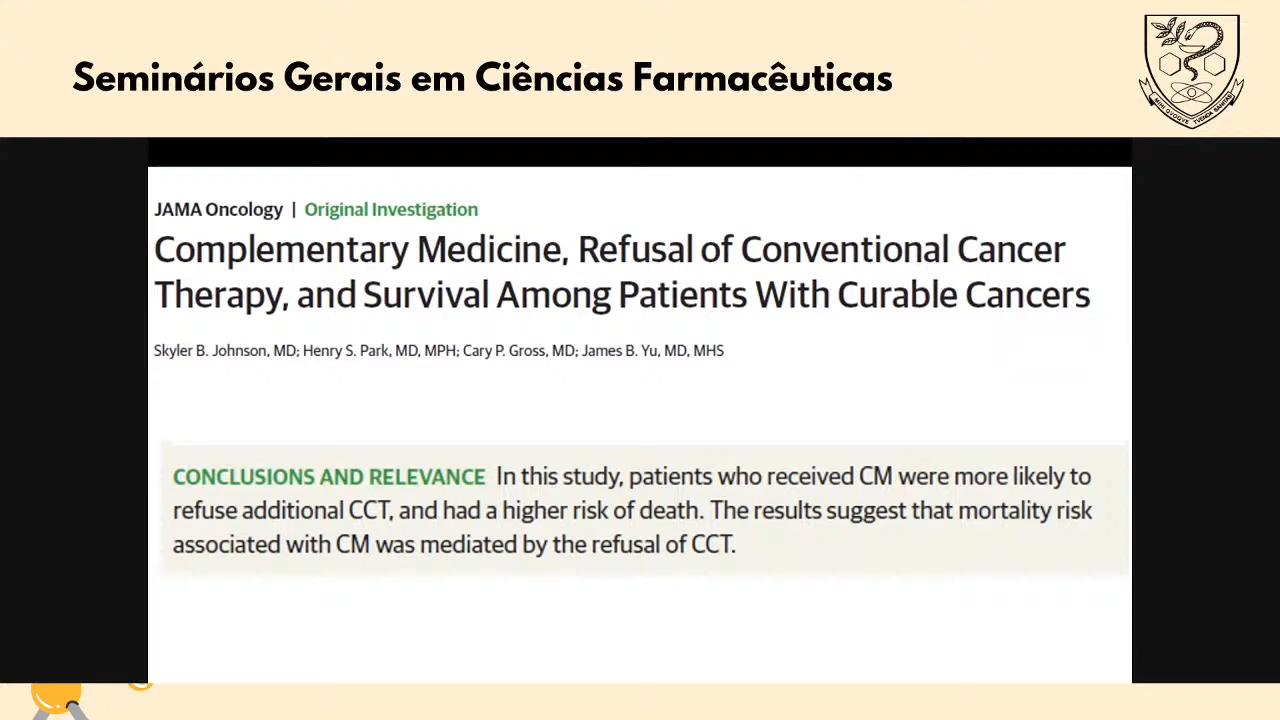 Seminários Gerais em Ciências Farmacêuticas
JAMA Oncology | Original Investigation
Complementary Medicine, Refusal of Conventional Cancer
Therapy, and Survival Among Patients With Curable Cancers
Skyler B. Johnson, MD; Henry S. Park, MD, MPH; Cary P. Gross, MD; James B. Yu, MD, MHS
CONCLUSIONS AND RELEVANCE In this study, patients who received CM were more likely to
refuse additional CCT, and had a higher risk of death. The results suggest that mortality risk
associated with CM was mediated by the refusal of CCT.